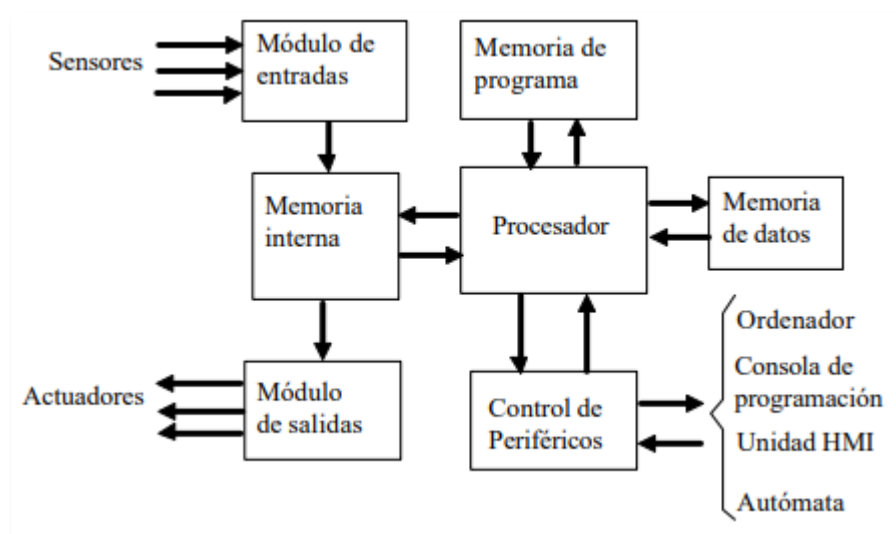 Sensores
Módulo de
entradas
Memoria de
programa
Memoria
interna
Procesador
Memoria
de datos
Actuadores
Módulo
de salidas
Control de
Periféricos
Ordenador
Consola de
programación
Unidad HMI
Autómata